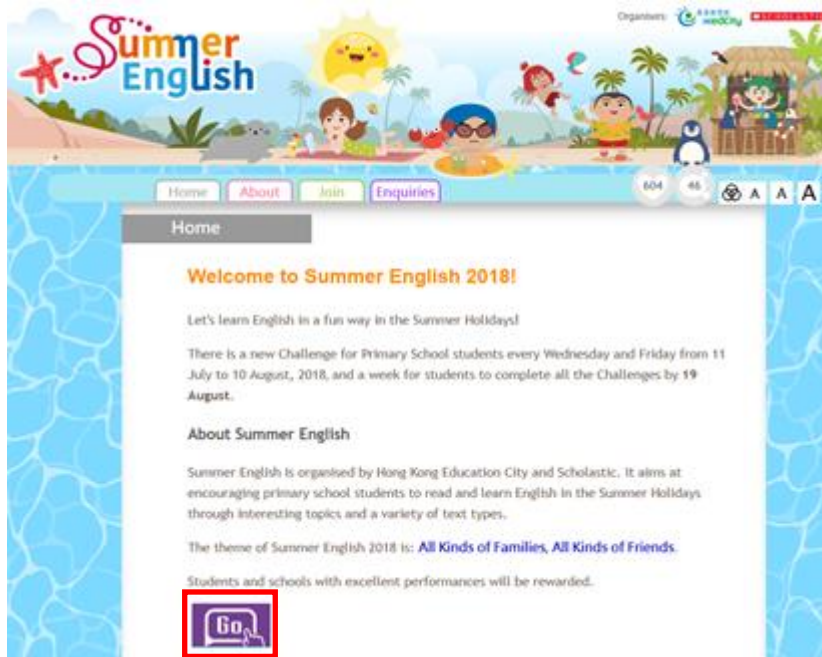 Organisers:
Summer
English
Home About Join Enquiries
604 46 A A A
Home
Welcome to Summer English 2018!
Let's learn English in a fun way in the Summer Holidays!
There is a new Challenge for Primary School students every Wednesday and Friday from 11
July to 10 August, 2018, and a week for students to complete all the Challenges by 19
August.
About Summer English
Summer English is organised by Hong Kong Education City and Scholastic. It aims at
encouraging primary school students to read and learn English in the Summer Holidays
through interesting topics and a variety of text types.
The theme of Summer English 2018 is: All Kinds of Families, All Kinds of Friends.
Students and schools with excellent performances will be rewarded.
Go